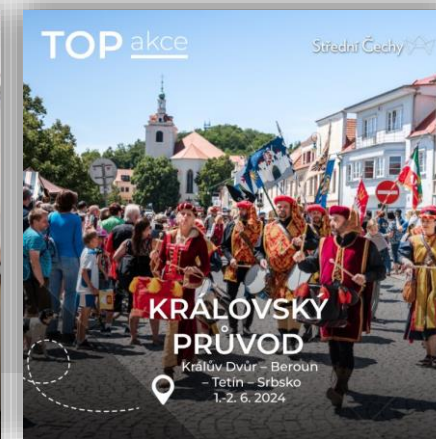 TOP akce
Střední Čechy
KRÁLOVSKÝ
PRŮVOD
Králův Dvůr – Beroun
– Tetín – Srbsko
1.-2. 6. 2024